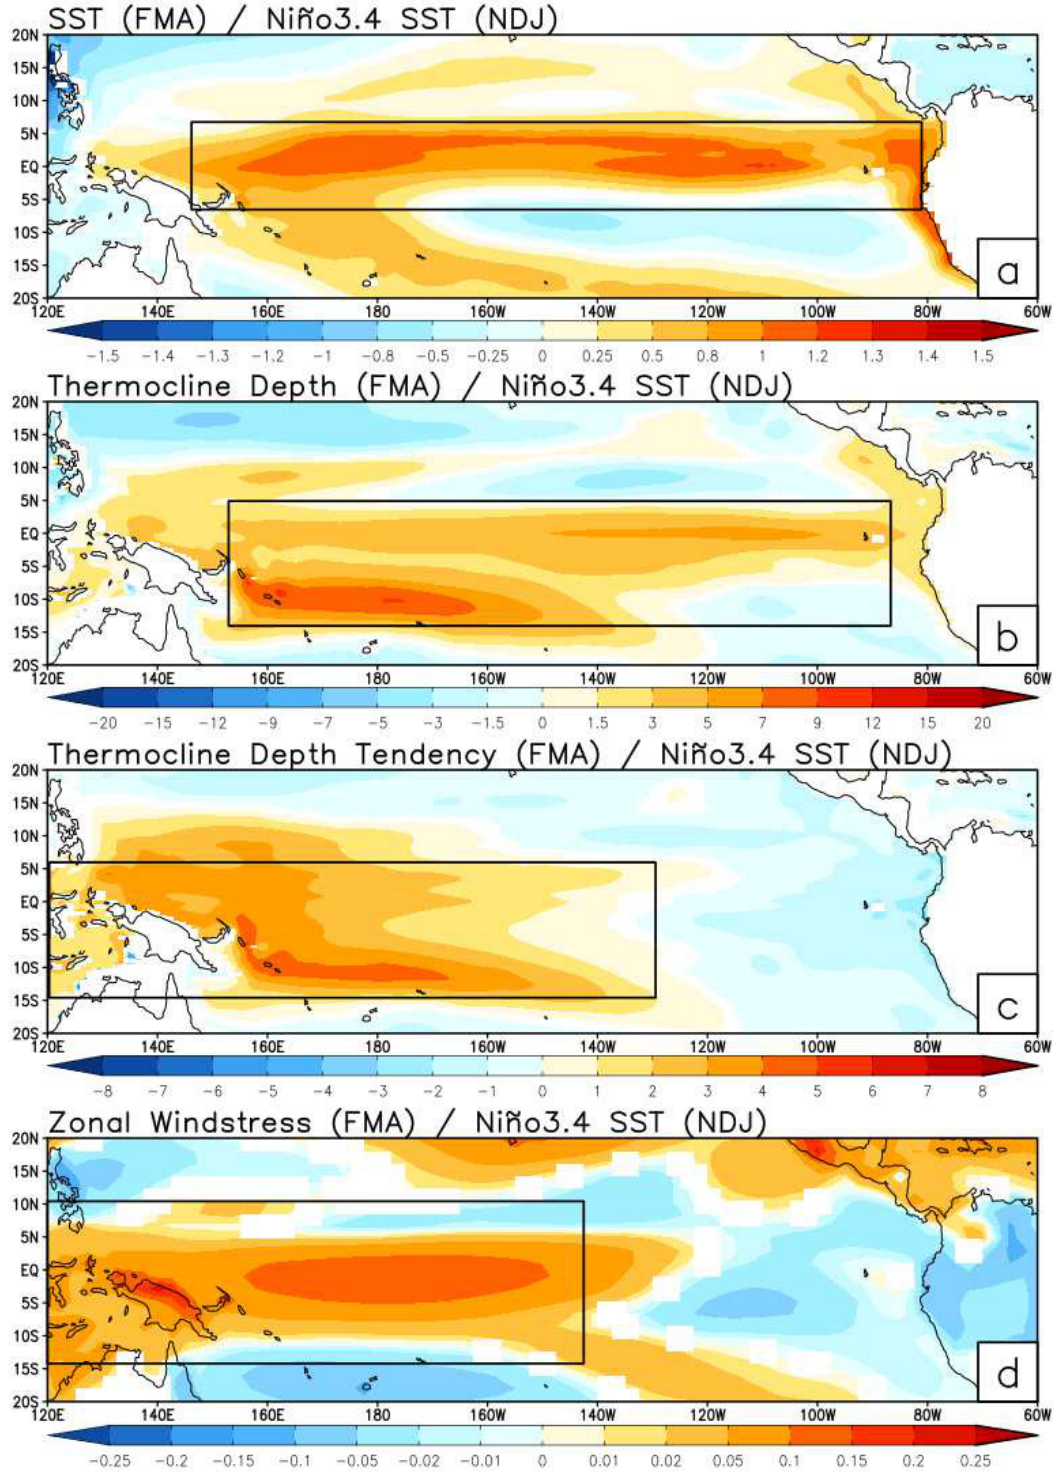 SST (FMA) / Niño3.4 SST (NDJ)
20N
15N
10N
5N
EQ
5S
10S
15S
20S
a
120E 140E 160E 180 160W 140W 120W 100W 80W 60W
-1.5 -1.4 -1.3 -1.2 -1 -0.8 -0.5 -0.25 0 0.25 0.5 0.8 1 1.2 1.3 1.4 1.5
Thermocline Depth (FMA) / Niño3.4 SST (NDJ)
20N
15N
10N
5N
EQ
5S
10S
15S
20S
b
120E 140E 160E 180 160W 140W 120W 100W 80W 60W
-20 -15 -12 -9 -7 -5 -3 -1.5 0 1.5 3 5 7 9 12 15 20
Thermocline Depth Tendency (FMA) / Niño3.4 SST (NDJ)
20N
15N
10N
5N
EQ
5S
10S
15S
20S
c
120E 140E 160E 180 160W 140W 120W 100W 80W 60W
-8 -7 -6 -5 -4 -3 -2 -1 0 1 2 3 4 5 6 7 8
Zonal Windstress (FMA) / Niño3.4 SST (NDJ)
20N
15N
10N
5N
EQ
5S
10S
15S
20S
d
120E 140E 160E 180 160W 140W 120W 100W 80W 60W
-0.25 -0.2 -0.15 -0.1 -0.05 -0.02 -0.01 0 0.01 0.02 0.05 0.1 0.15 0.2 0.25